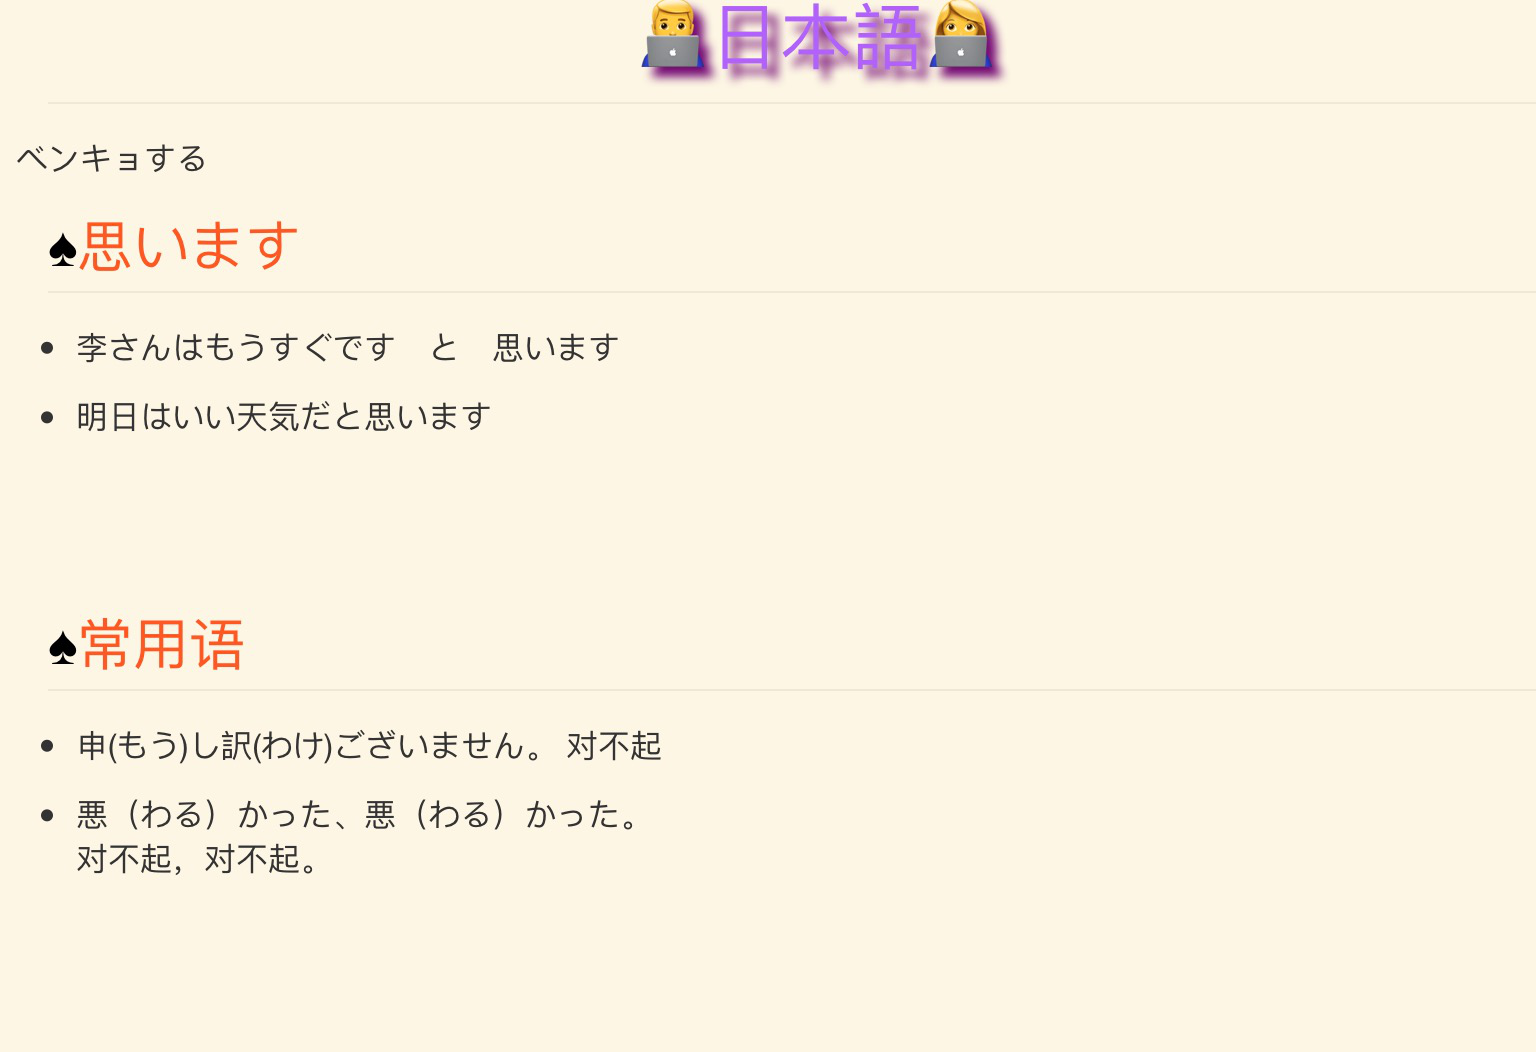 👨‍💻日本語👩‍💻
ベンキョする
♠思います
李さんはもうすぐです　と　思います
明日はいい天気だと思います
♠常用语
申(もう)し訳(わけ)ございません。 对不起
悪（わる）かった、悪（わる）かった。
对不起，对不起。